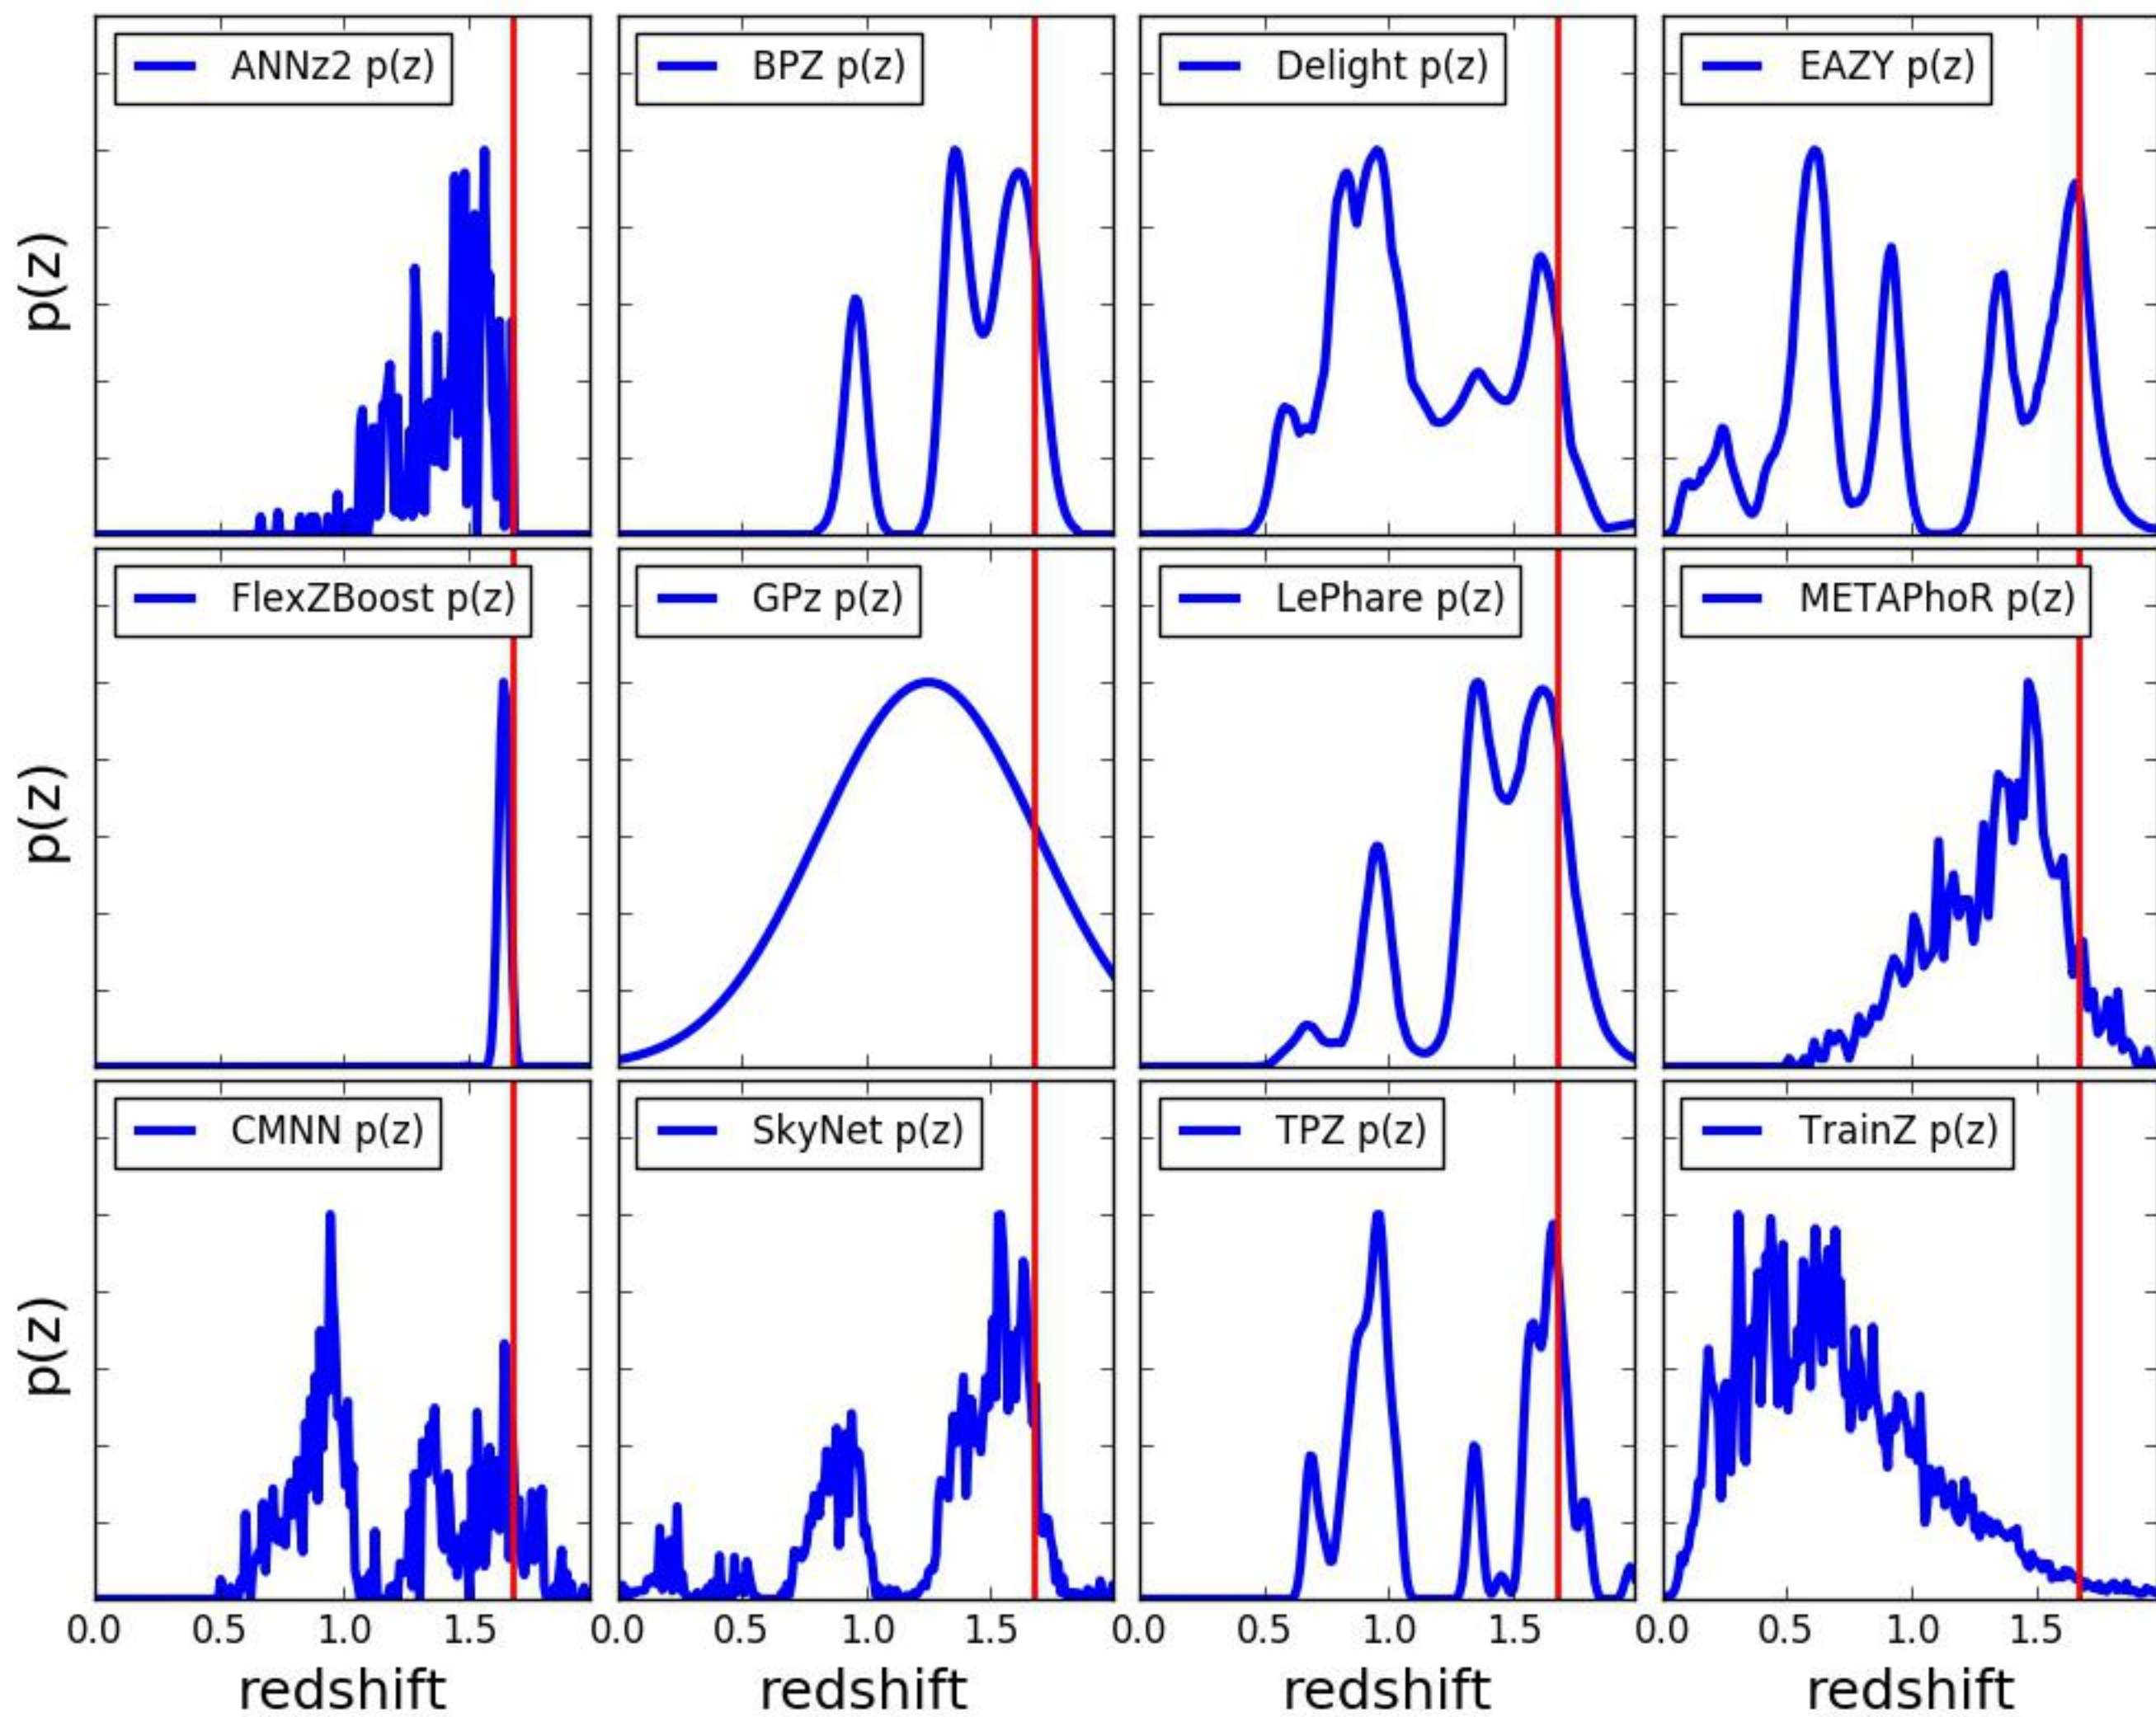 ANNz2 p(z)
BPZ p(z)
Delight p(z)
EAZY p(z)
p(z)
FlexZBoost p(z)
GPz p(z)
LePhare p(z)
METAPhoR p(z)
p(z)
CMNN p(z)
SkyNet p(z)
TPZ p(z)
TrainZ p(z)
p(z)
0.0 0.5 1.0 1.5
0.0 0.5 1.0 1.5
0.0 0.5 1.0 1.5
0.0 0.5 1.0 1.5
redshift
redshift
redshift
redshift